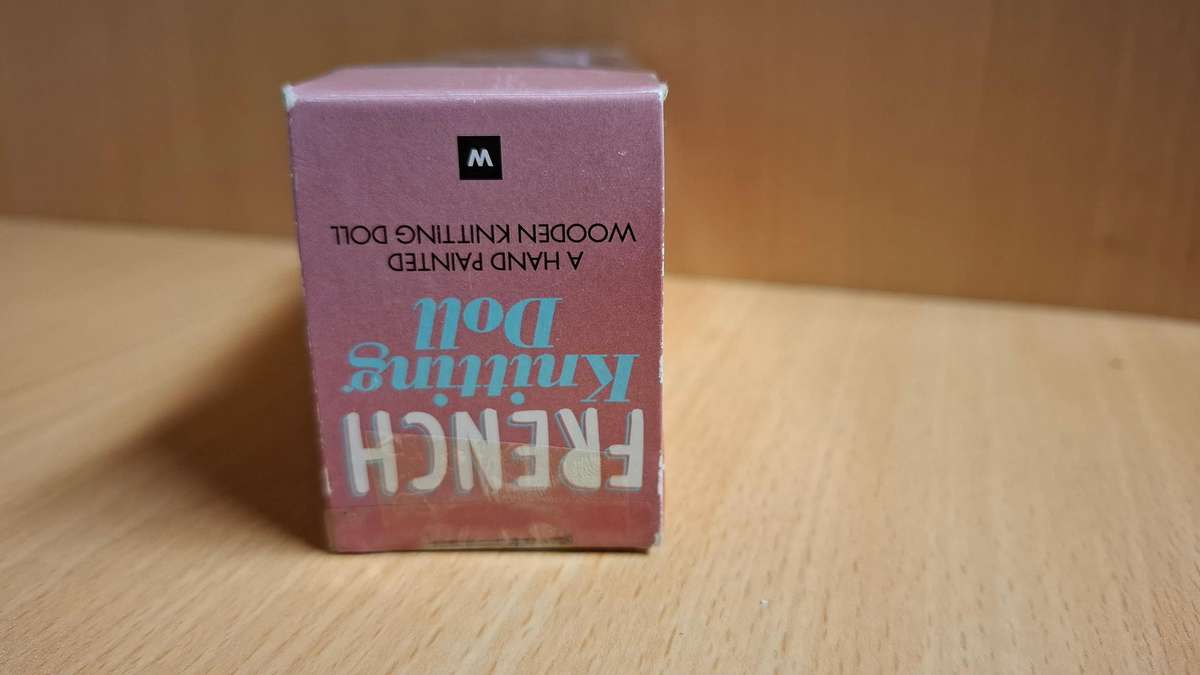 FRENCH
Knitting
Doll
A HAND PAINTED
WOODEN KNITTING DOLL
W